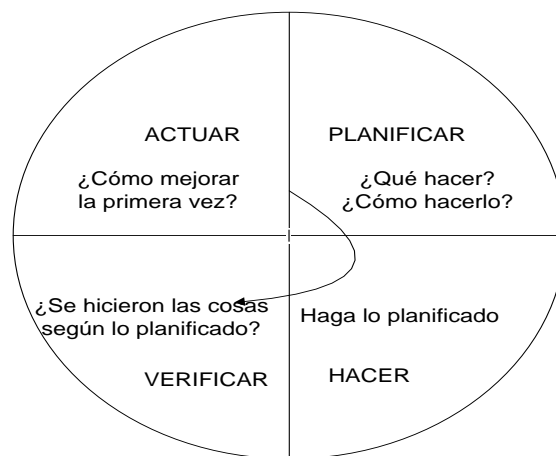 ACTUAR
¿Cómo mejorar
la primera vez?
PLANIFICAR
¿Qué hacer?
¿Cómo hacerlo?
¿Se hicieron las cosas
según lo planificado?
VERIFICAR
Haga lo planificado
HACER